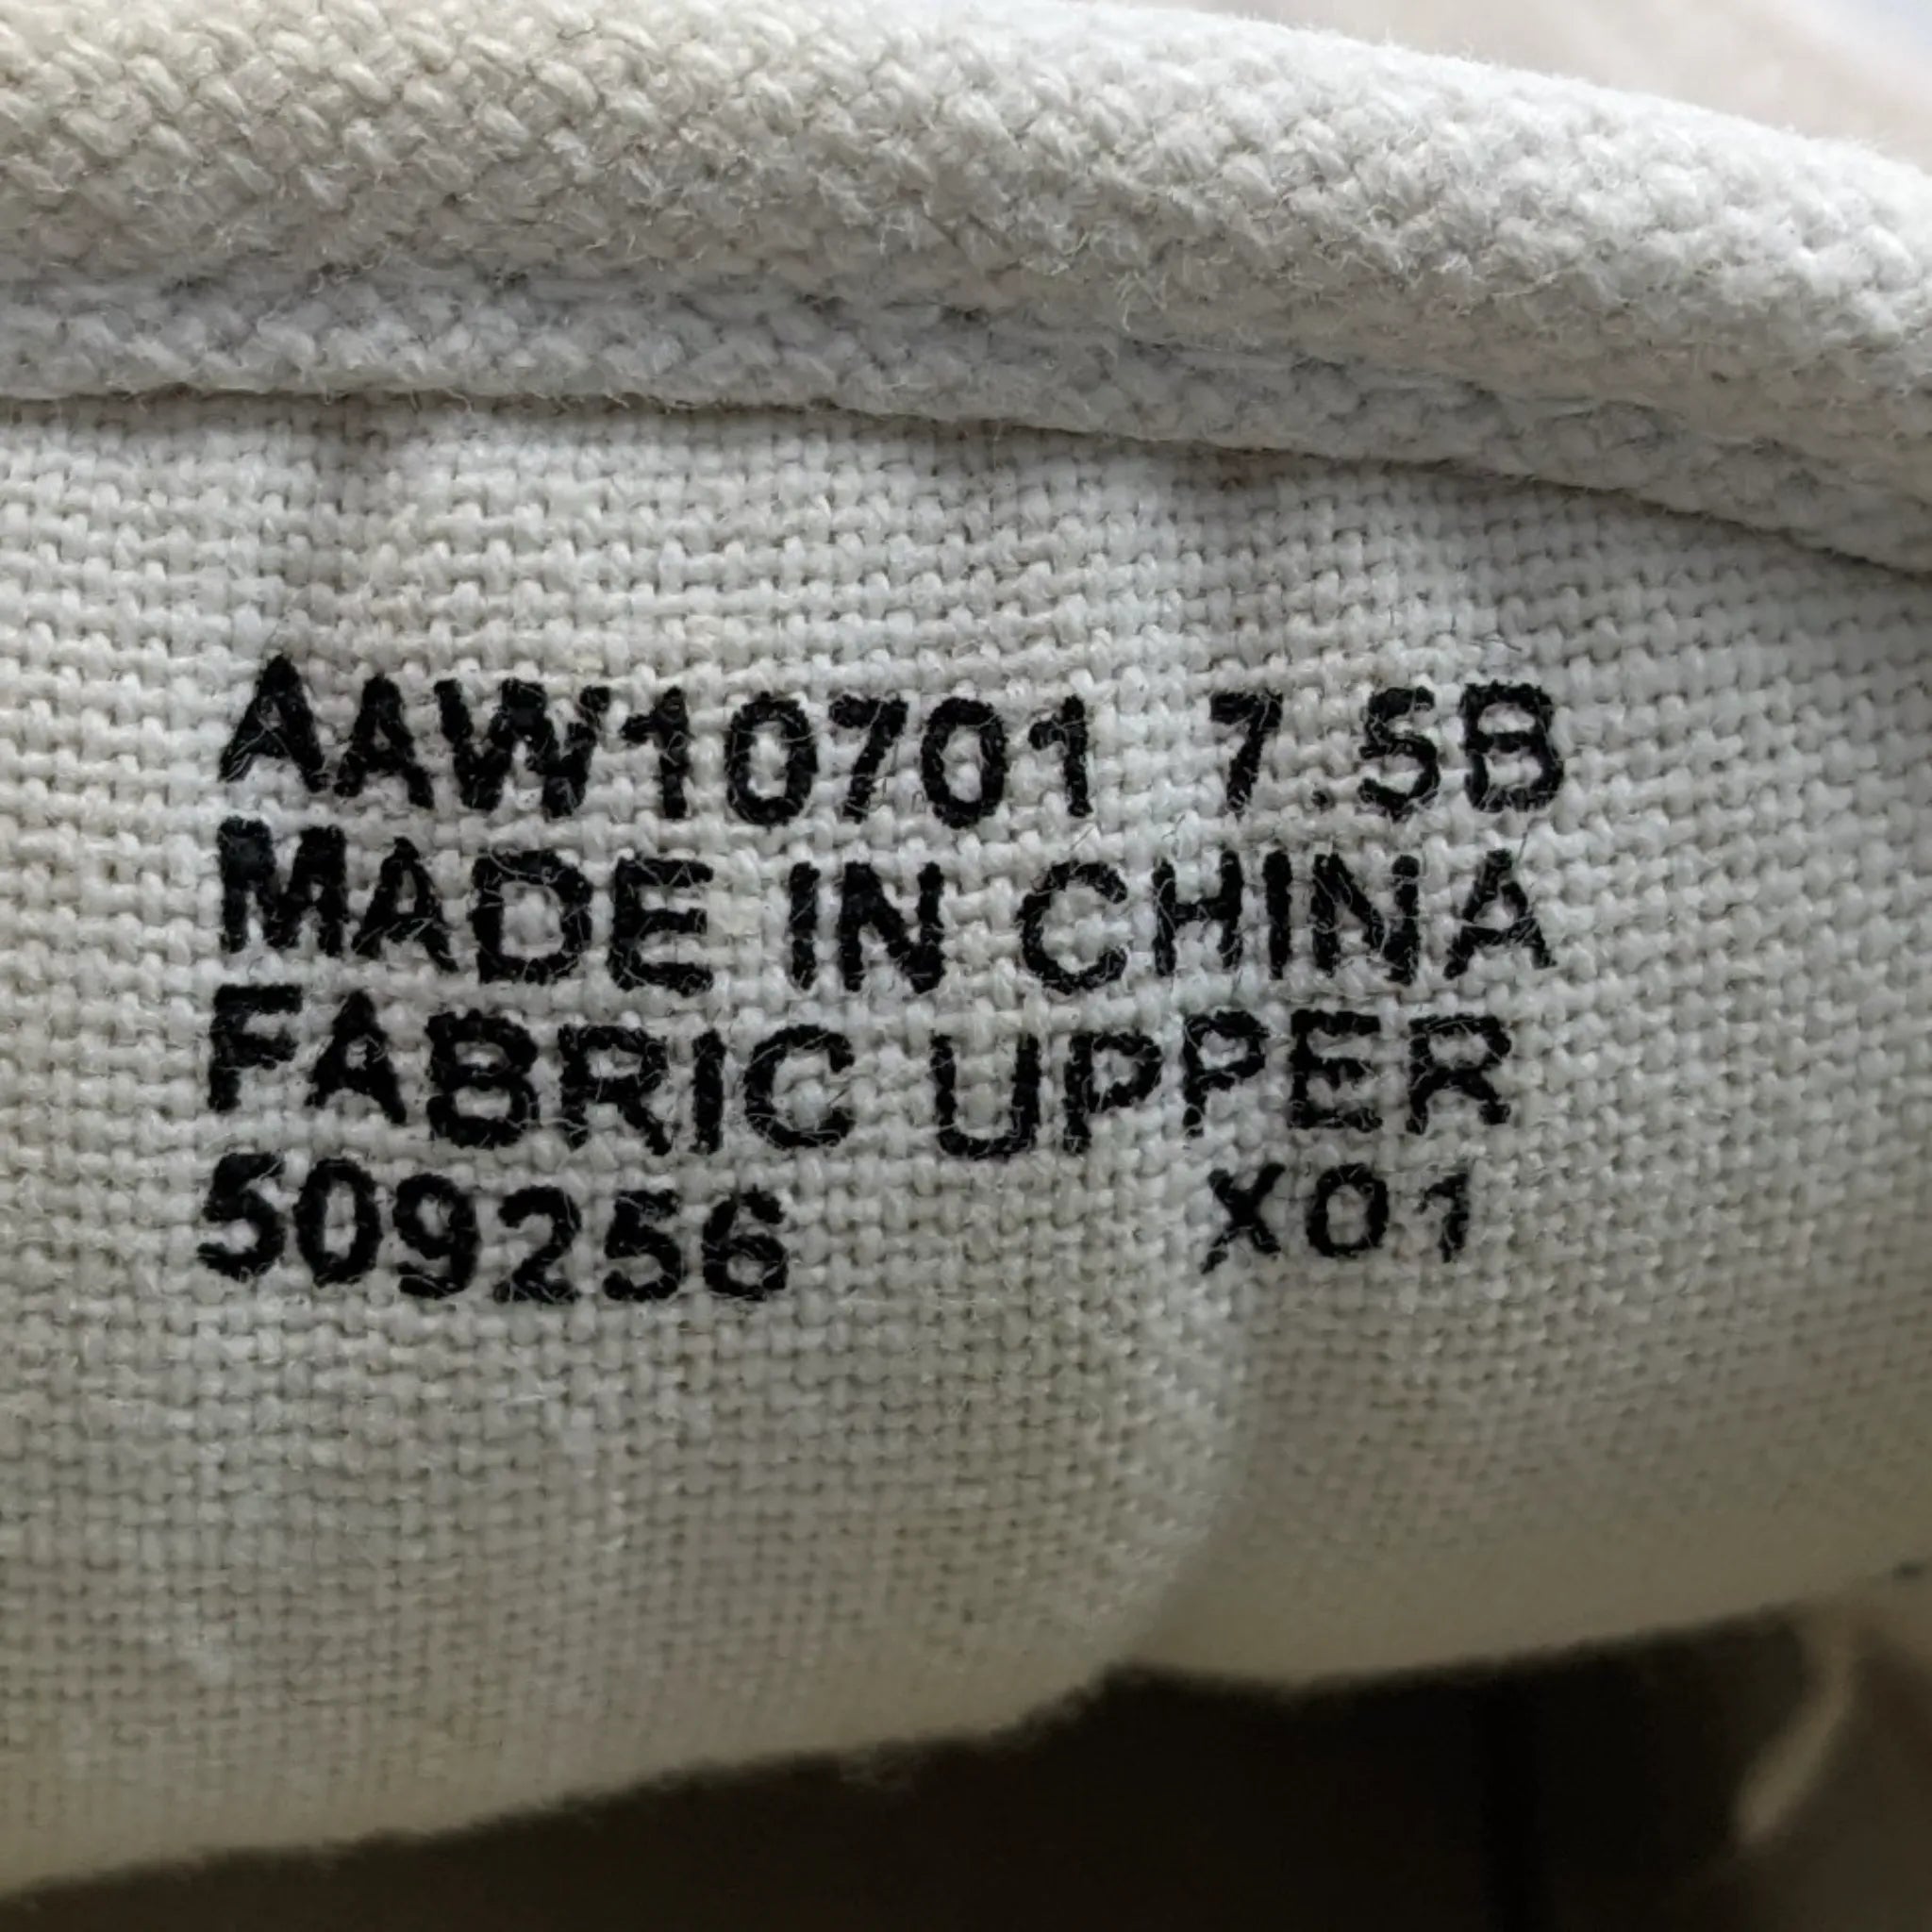 AAW10701 7.5B
MADE IN CHINA
FABRIC UPPER
509256 X01